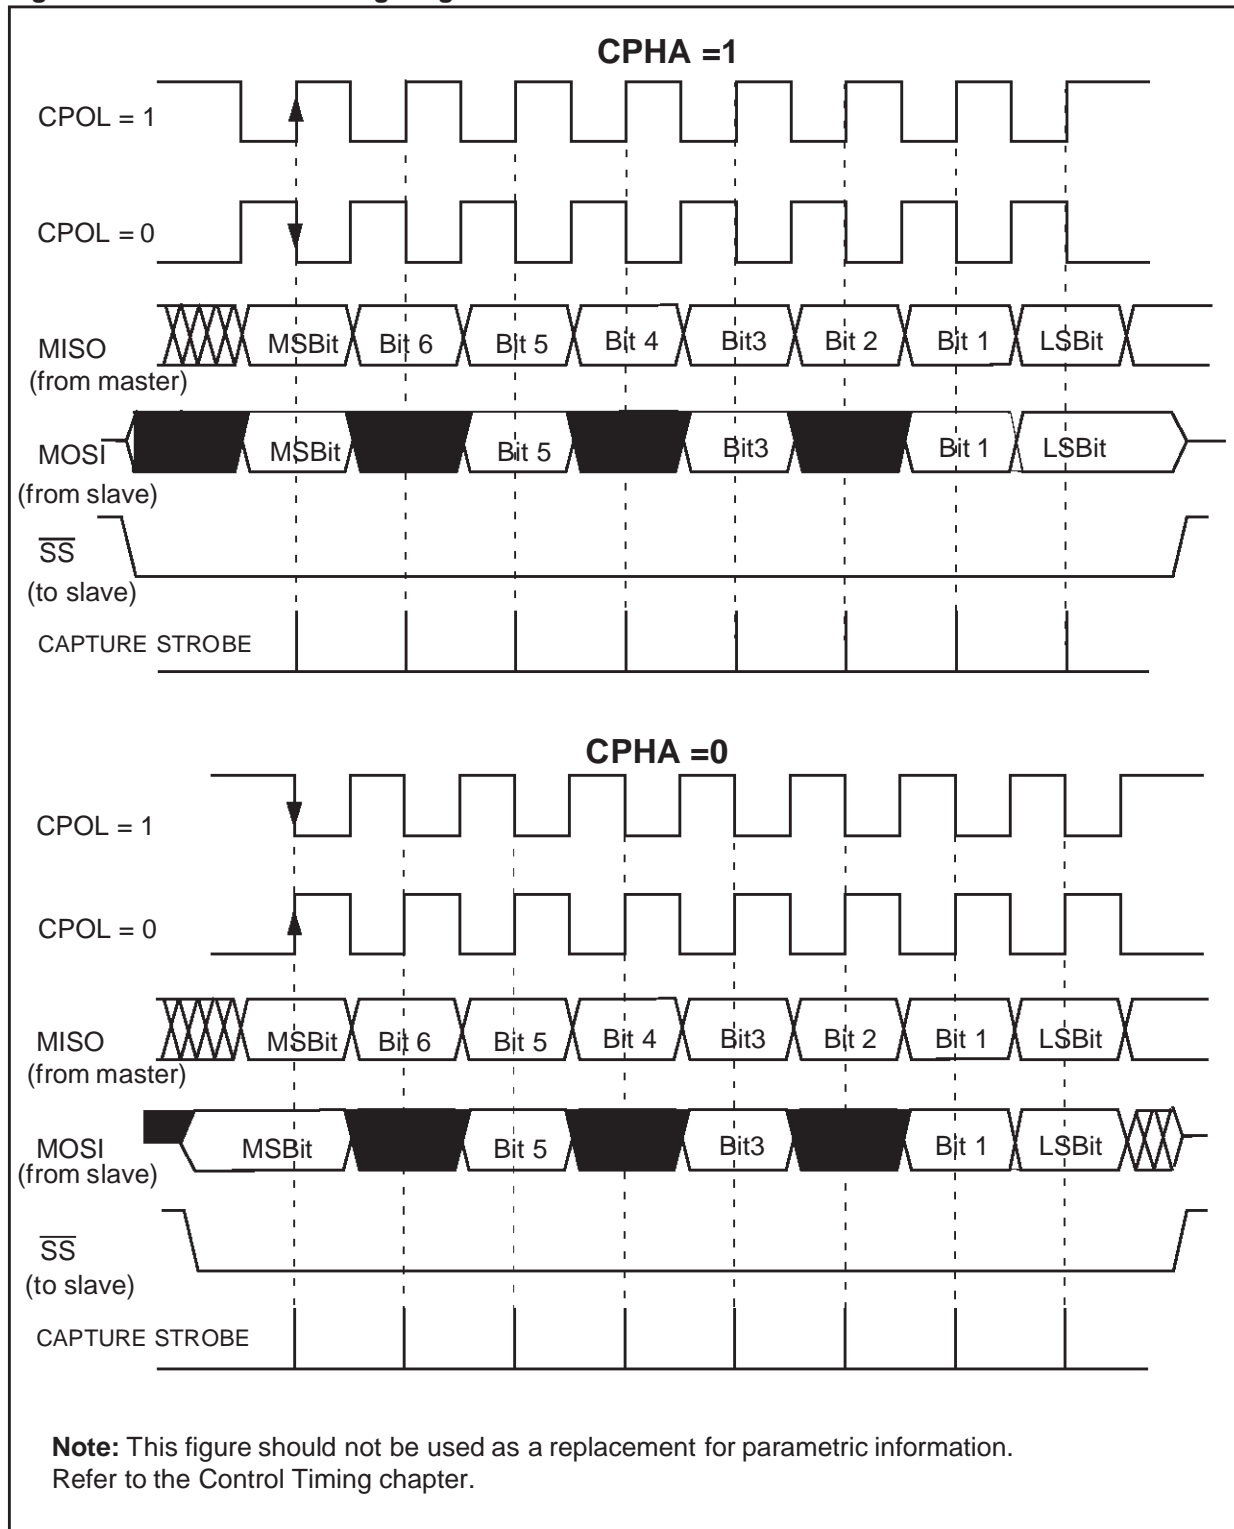 CPHA =1
CPOL = 1
CPOL = 0
MISO
(from master)
MSBit Bit 6 Bit 5 Bit 4 Bit3 Bit 2 Bit 1 LSBit
MOSI
(from slave)
MSBit Bit 5 Bit3 Bit 1 LSBit
SS
(to slave)
CAPTURE STROBE
CPHA =0
CPOL = 1
CPOL = 0
MISO
(from master)
MSBit Bit 6 Bit 5 Bit 4 Bit3 Bit 2 Bit 1 LSBit
MOSI
(from slave)
MSBit Bit 5 Bit3 Bit 1 LSBit
SS
(to slave)
CAPTURE STROBE
Note: This figure should not be used as a replacement for parametric information.
Refer to the Control Timing chapter.